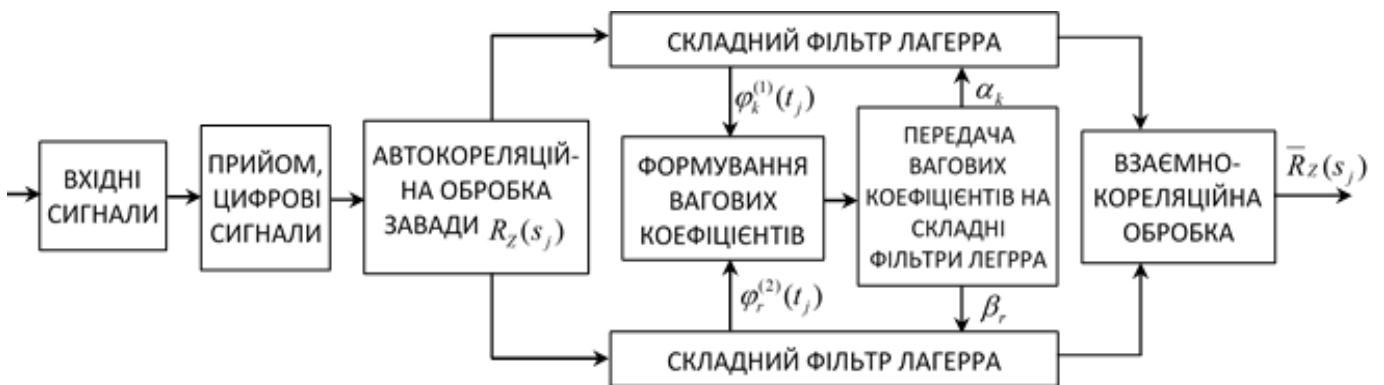 СКЛАДНИЙ ФІЛЬТР ЛАГЕРРА
φ_k^{(1)}(t_j)
α_k
ВХІДНІ
СИГНАЛИ
ПРИЙОМ,
ЦИФРОВІ
СИГНАЛИ
АВТОКОРЕЛЯЦІЙ-
НА ОБРОБКА
ЗАВАДИ R_Z(s_j)
ФОРМУВАННЯ
ВАГОВИХ
КОЕФІЦІЄНТІВ
ПЕРЕДАЧА
ВАГОВИХ
КОЕФІЦІЄНТІВ НА
СКЛАДНІ
ФІЛЬТРИ ЛЕГРРА
ВЗАЄМНО-
КОРЕЛЯЦІЙНА
ОБРОБКА
R̅_Z(s_j)
φ_r^{(2)}(t_j)
β_r
СКЛАДНИЙ ФІЛЬТР ЛАГЕРРА